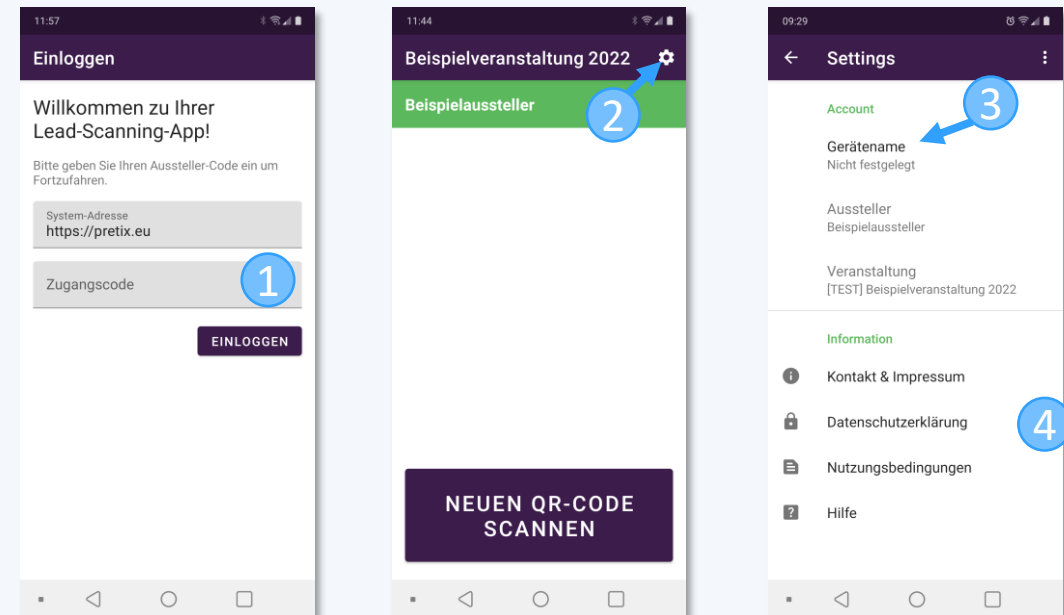 11:57
Einloggen
Willkommen zu Ihrer
Lead-Scanning-App!
Bitte geben Sie Ihren Aussteller-Code ein um
Fortzufahren.
System-Adresse
https://pretix.eu
Zugangscode
1
EINLOGGEN
11:44
Beispielveranstaltung 2022
2
Beispielaussteller
NEUEN QR-CODE
SCANNEN
09:29
Settings
3
Account
Gerätename
Nicht festgelegt
Aussteller
Beispielaussteller
Veranstaltung
[TEST] Beispielveranstaltung 2022
Information
Kontakt & Impressum
Datenschutzerklärung
4
Nutzungsbedingungen
?
Hilfe